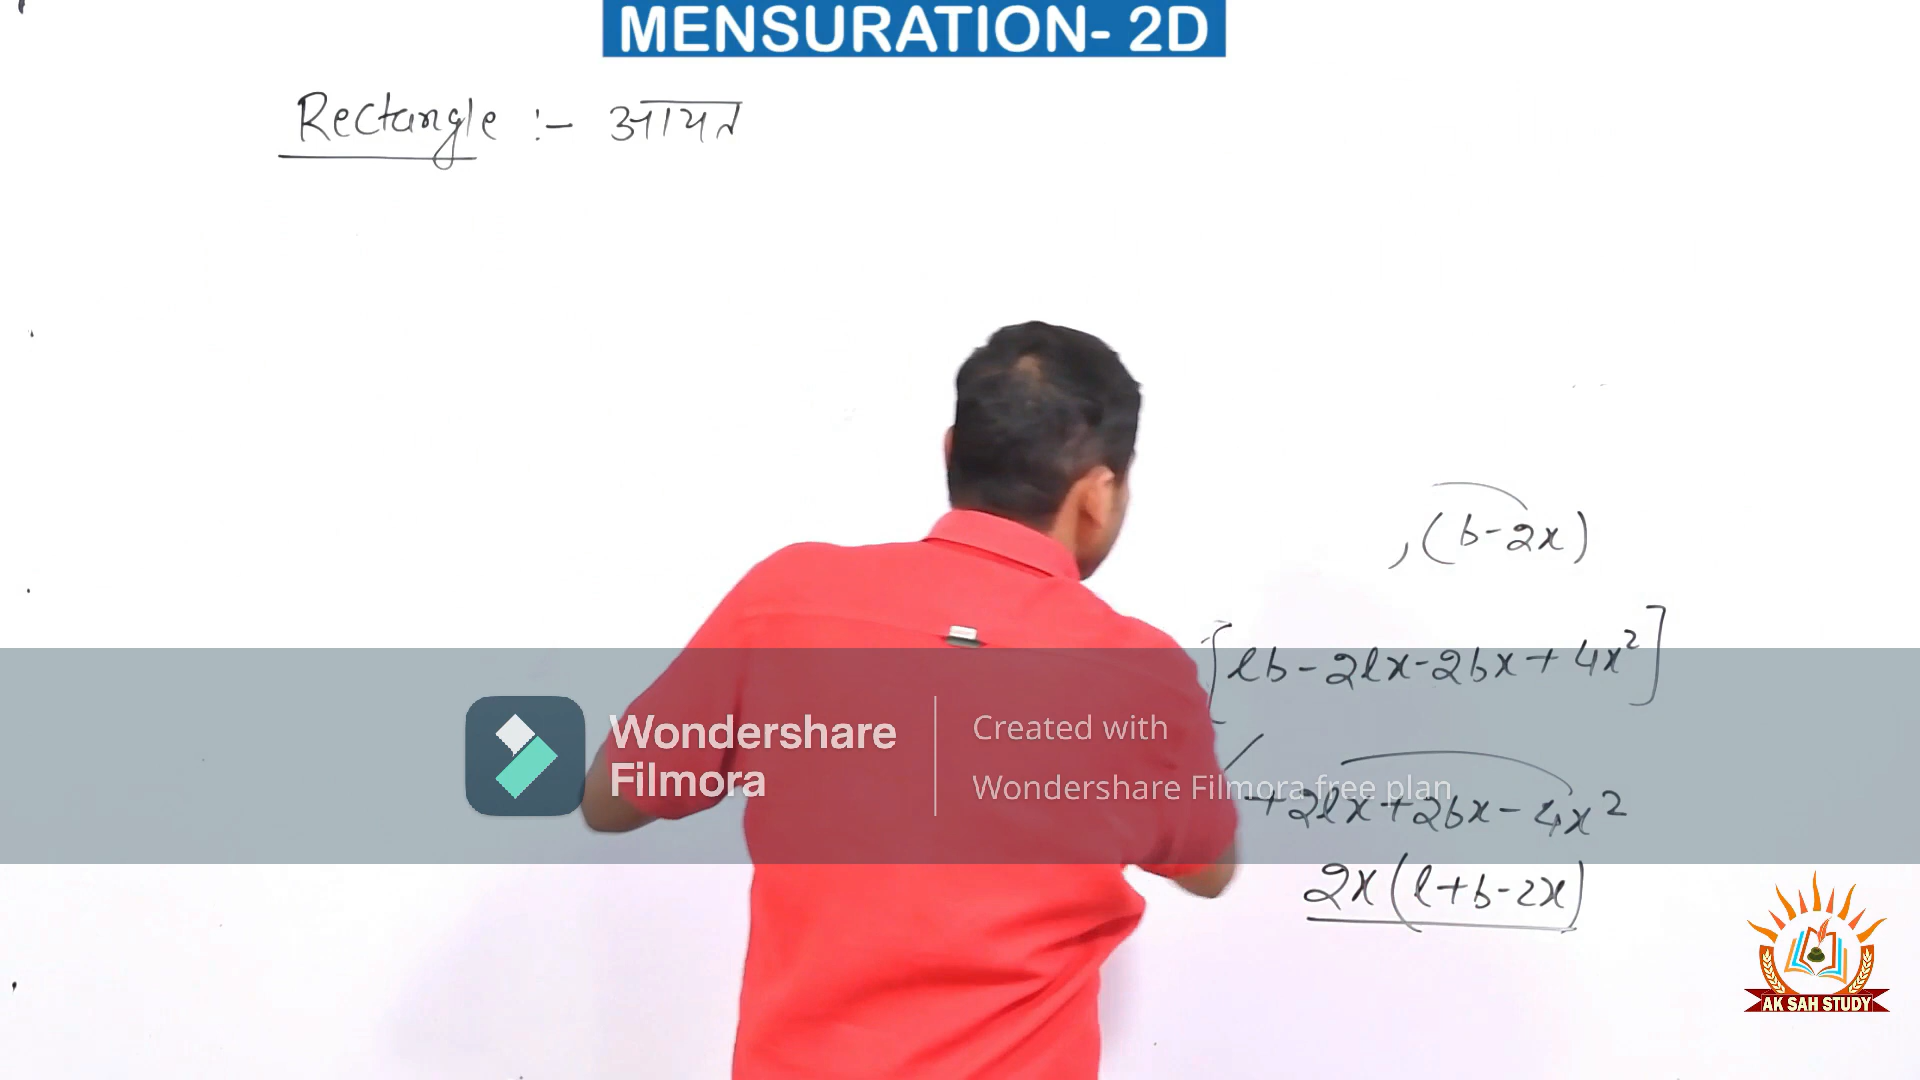 MENSURATION- 2D
Rectangle :- आयत
, (b-2x)
[lb-2lx-2bx+4x²]
+2lx+2bx-4x²
2x(l+b-2x)
Wondershare Filmora
Created with
Wondershare Filmora free plan
AK SAH STUDY